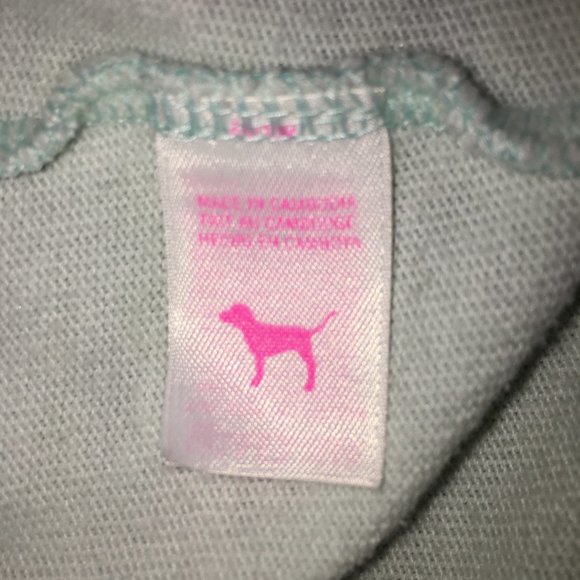 MADE IN CAMBODIA
FAIT AU CAMBODGE
HECHO EN CAMBOYA